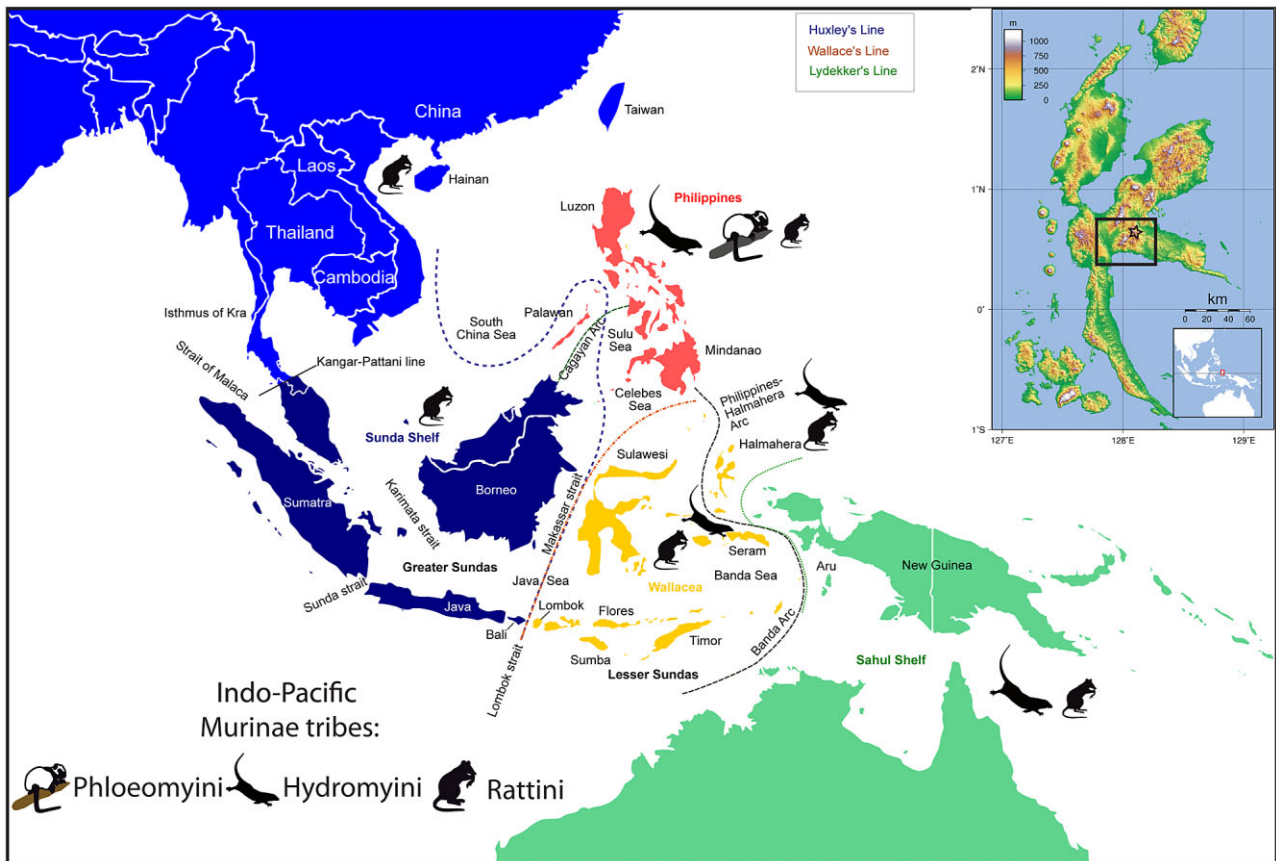 Huxley's Line
Wallace's Line
Lydekker's Line
m
1000
750
500
250
0
2°N
1°N
0°
1°S
127°E
128°E
129°E
km
0 20 40 60
China
Taiwan
Laos
Hainan
Thailand
Cambodia
Luzon
Philippines
Isthmus of Kra
South
China Sea
Palawan
Cagayan Arc
Sulu
Sea
Mindanao
Kangar-Pattani line
Strait of Malaca
Celebes
Sea
Philippines-
Halmahera
Arc
Halmahera
Sunda Shelf
Sulawesi
Borneo
Sumatra
Karimata strait
Makassar strait
Seram
Banda Sea
Aru
New Guinea
Greater Sundas
Java Sea
Wallacea
Sunda strait
Java
Bali
Lombok
Flores
Timor
Sumba
Lesser Sundas
Banda Arc
Lombok strait
Sahul Shelf
Indo-Pacific
Murinae tribes:
Phloeomyini Hydromyini Rattini